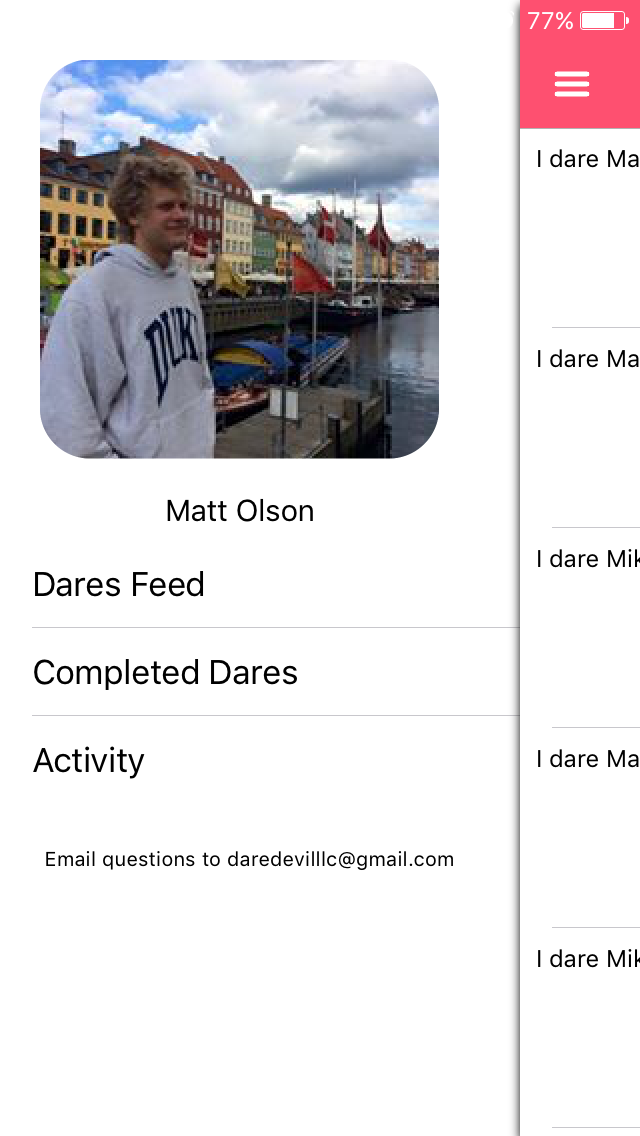 77%
DUK
Matt Olson
Dares Feed
Completed Dares
Activity
Email questions to daredevilllc@gmail.com
I dare Ma
I dare Ma
I dare Mik
I dare Ma
I dare Mik